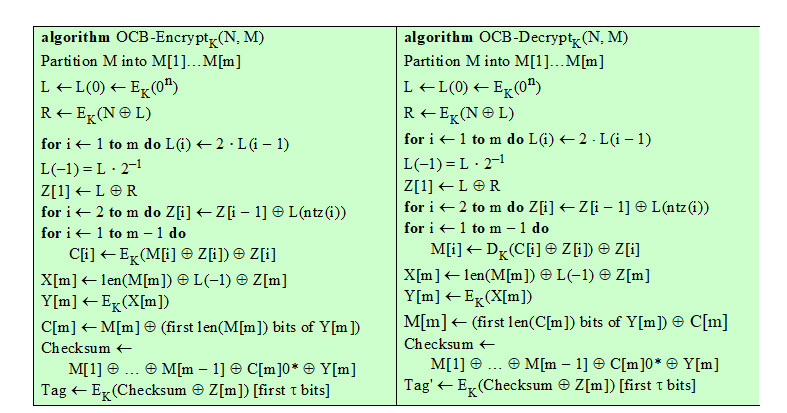 algorithm OCB-Encrypt_K(N, M)
Partition M into M[1]…M[m]
L ← L(0) ← E_K(0^n)
R ← E_K(N ⊕ L)
for i ← 1 to m do L(i) ← 2 · L(i − 1)
L(−1) = L · 2^−1
Z[1] ← L ⊕ R
for i ← 2 to m do Z[i] ← Z[i − 1] ⊕ L(ntz(i))
for i ← 1 to m − 1 do
C[i] ← E_K(M[i] ⊕ Z[i]) ⊕ Z[i]
X[m] ← len(M[m]) ⊕ L(−1) ⊕ Z[m]
Y[m] ← E_K(X[m])
C[m] ← M[m] ⊕ (first len(M[m]) bits of Y[m])
Checksum ←
M[1] ⊕ … ⊕ M[m − 1] ⊕ C[m]0* ⊕ Y[m]
Tag ← E_K(Checksum ⊕ Z[m]) [first τ bits]
algorithm OCB-Decrypt_K(N, M)
Partition M into M[1]…M[m]
L ← L(0) ← E_K(0^n)
R ← E_K(N ⊕ L)
for i ← 1 to m do L(i) ← 2 · L(i − 1)
L(−1) = L · 2^−1
Z[1] ← L ⊕ R
for i ← 2 to m do Z[i] ← Z[i − 1] ⊕ L(ntz(i))
for i ← 1 to m − 1 do
M[i] ← D_K(C[i] ⊕ Z[i]) ⊕ Z[i]
X[m] ← len(M[m]) ⊕ L(−1) ⊕ Z[m]
Y[m] ← E_K(X[m])
M[m] ← (first len(C[m]) bits of Y[m]) ⊕ C[m]
Checksum ←
M[1] ⊕ … ⊕ M[m − 1] ⊕ C[m]0* ⊕ Y[m]
Tag' ← E_K(Checksum ⊕ Z[m]) [first τ bits]